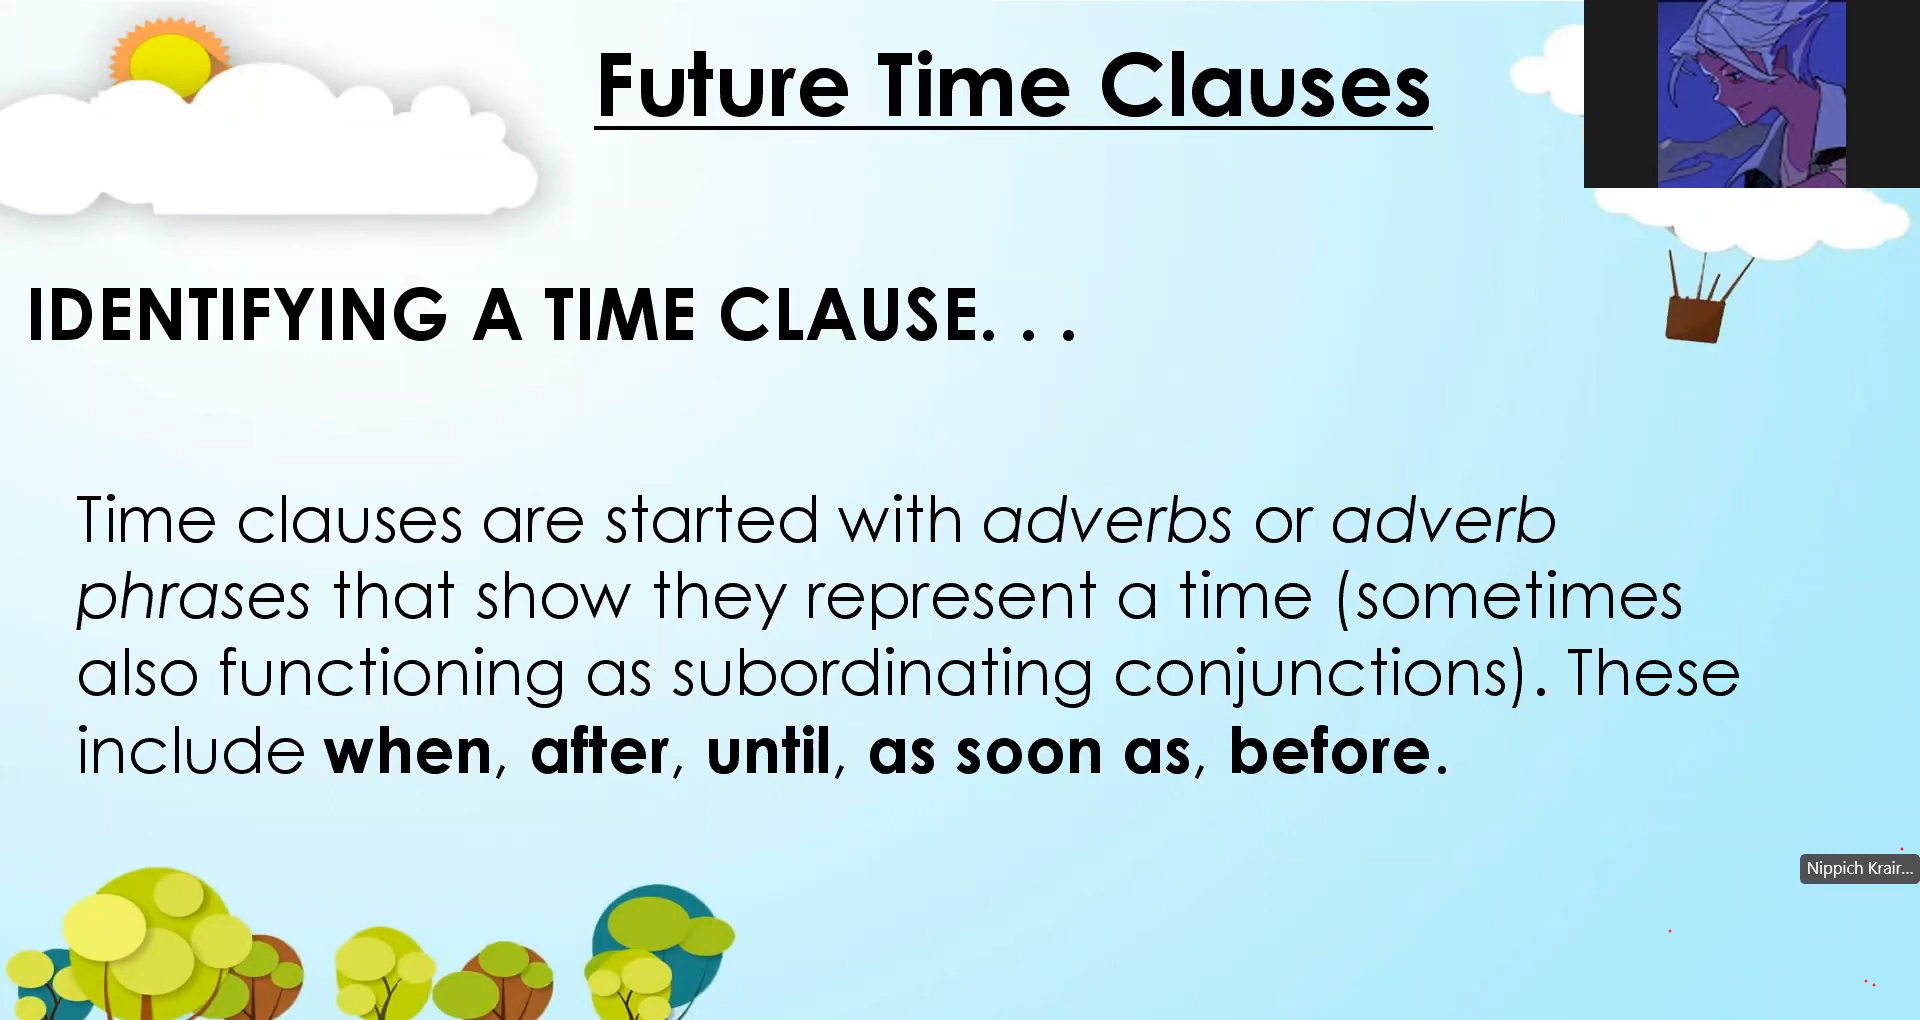 Future Time Clauses
IDENTIFYING A TIME CLAUSE. . .
Time clauses are started with adverbs or adverb
phrases that show they represent a time (sometimes
also functioning as subordinating conjunctions). These
include when, after, until, as soon as, before.
Nippich Krair...